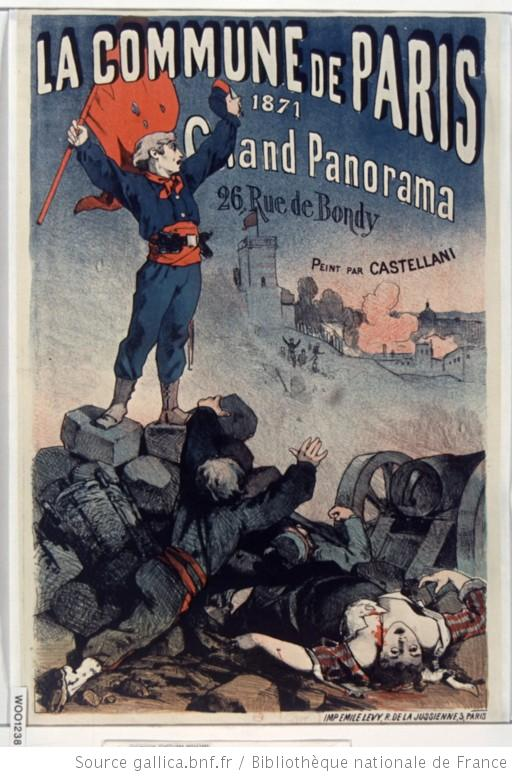 LA COMMUNE DE PARIS
1871
Grand Panorama
26, Rue de Bondy
PEINT PAR CASTELLANI
IMP. EMILE LEVY, R. DE LA JUSSIENNE, 3, PARIS
WOO1238
Source gallica.bnf.fr / Bibliothèque nationale de France